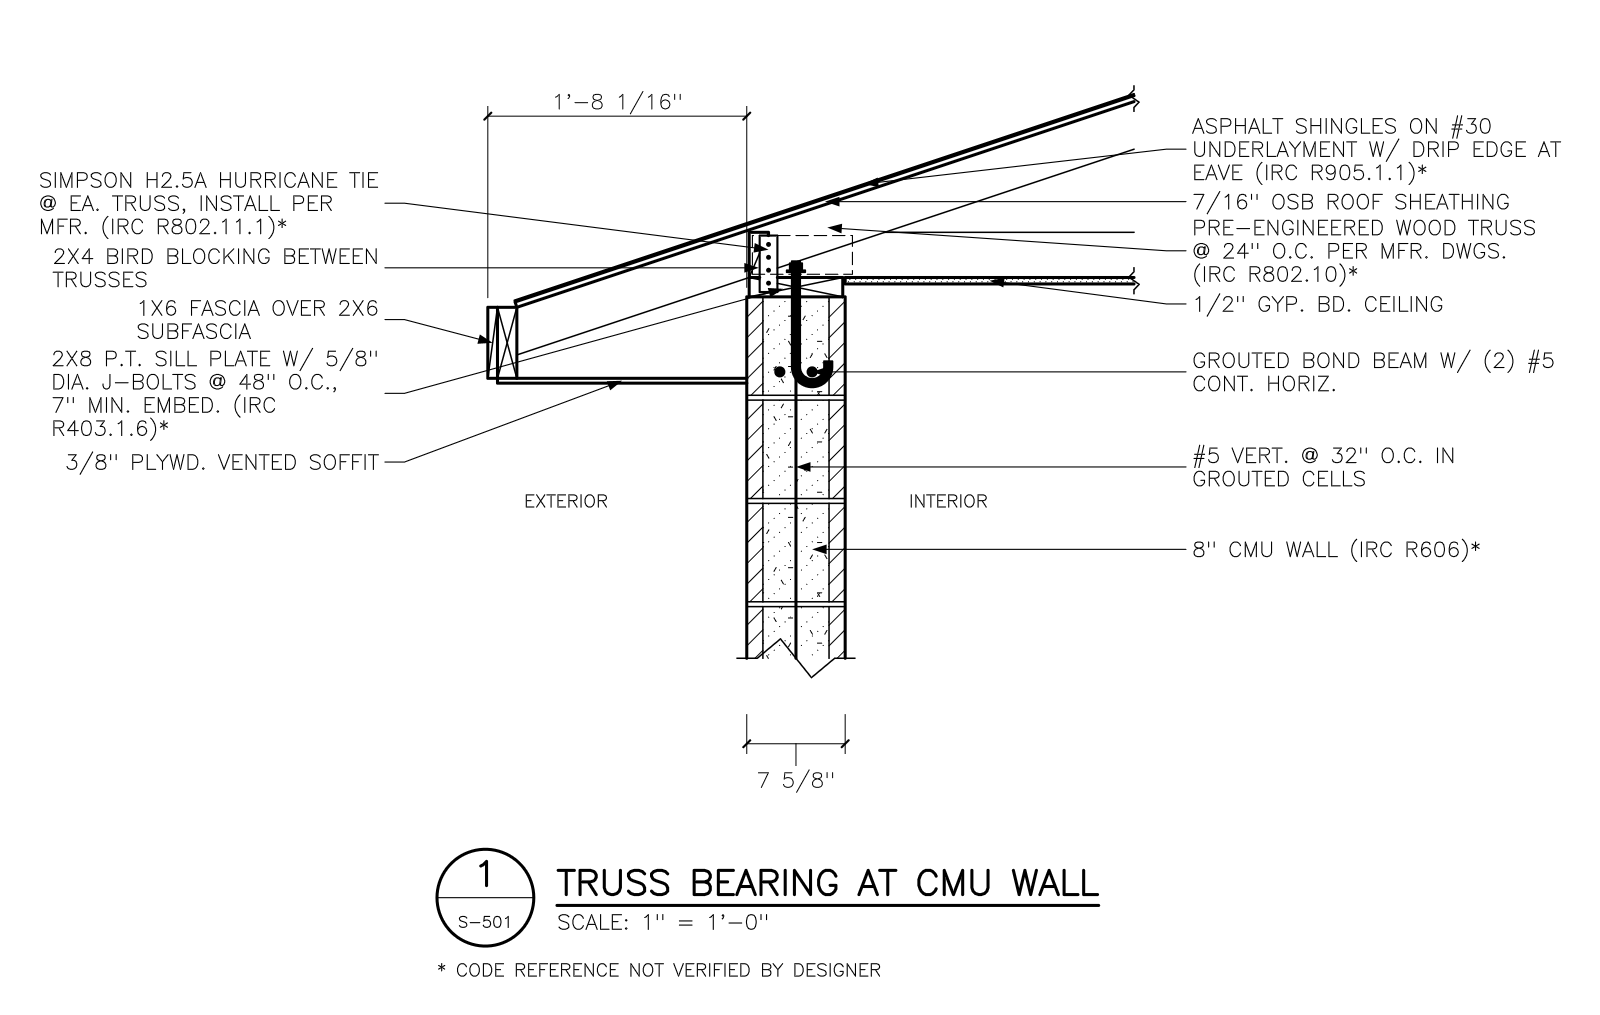 1'-8 1/16"
SIMPSON H2.5A HURRICANE TIE
@ EA. TRUSS, INSTALL PER
MFR. (IRC R802.11.1)*
2X4 BIRD BLOCKING BETWEEN
TRUSSES
1X6 FASCIA OVER 2X6
SUBFASCIA
2X8 P.T. SILL PLATE W/ 5/8"
DIA. J-BOLTS @ 48" O.C.,
7" MIN. EMBED. (IRC
R403.1.6)*
3/8" PLYWD. VENTED SOFFIT
ASPHALT SHINGLES ON #30
UNDERLAYMENT W/ DRIP EDGE AT
EAVE (IRC R905.1.1)*
7/16" OSB ROOF SHEATHING
PRE-ENGINEERED WOOD TRUSS
@ 24" O.C. PER MFR. DWGS.
(IRC R802.10)*
1/2" GYP. BD. CEILING
GROUTED BOND BEAM W/ (2) #5
CONT. HORIZ.
#5 VERT. @ 32" O.C. IN
GROUTED CELLS
8" CMU WALL (IRC R606)*
EXTERIOR
INTERIOR
7 5/8"
1
S-501
TRUSS BEARING AT CMU WALL
SCALE: 1" = 1'-0"
* CODE REFERENCE NOT VERIFIED BY DESIGNER